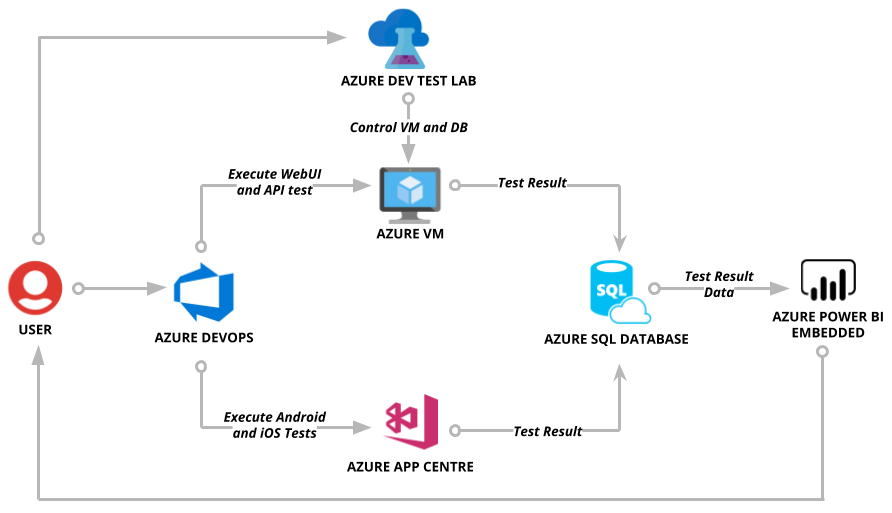 AZURE DEV TEST LAB
Control VM and DB
Execute WebUI
and API test
Test Result
AZURE VM
SQL
Test Result
Data
USER
AZURE DEVOPS
AZURE SQL DATABASE
AZURE POWER BI
EMBEDDED
Execute Android
and iOS Tests
Test Result
AZURE APP CENTRE